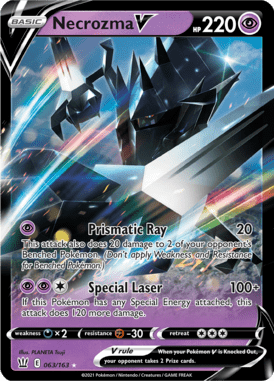 BASIC Necrozma V HP 220
Prismatic Ray 20
This attack also does 20 damage to 2 of your opponent's
Benched Pokémon. (Don't apply Weakness and Resistance
for Benched Pokémon.)
Special Laser 100+
If this Pokémon has any Special Energy attached, this
attack does 120 more damage.
weakness ×2 resistance -30 retreat
Illus. PLANETA Tsuji
V rule When your Pokémon V is Knocked Out,
your opponent takes 2 Prize cards.
E 063/163
©2021 Pokémon / Nintendo / Creatures / GAME FREAK